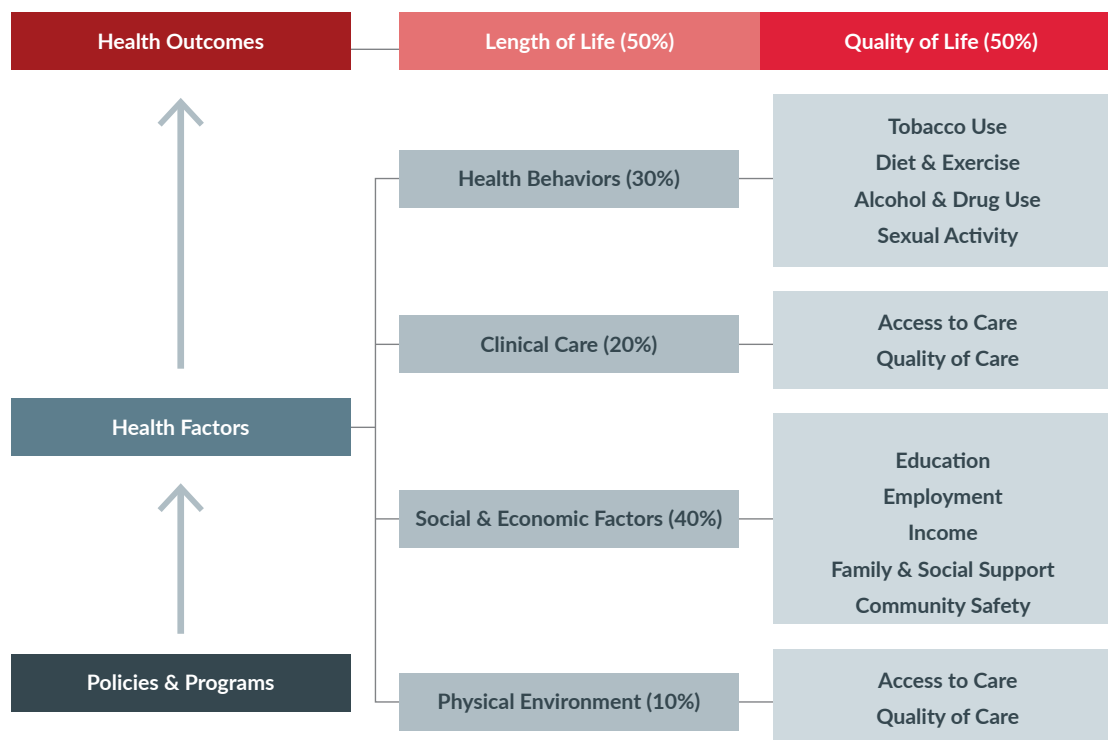 Health Outcomes
Length of Life (50%)
Quality of Life (50%)
Tobacco Use
Diet & Exercise
Alcohol & Drug Use
Sexual Activity
Health Behaviors (30%)
Clinical Care (20%)
Access to Care
Quality of Care
Health Factors
Social & Economic Factors (40%)
Education
Employment
Income
Family & Social Support
Community Safety
Policies & Programs
Physical Environment (10%)
Access to Care
Quality of Care